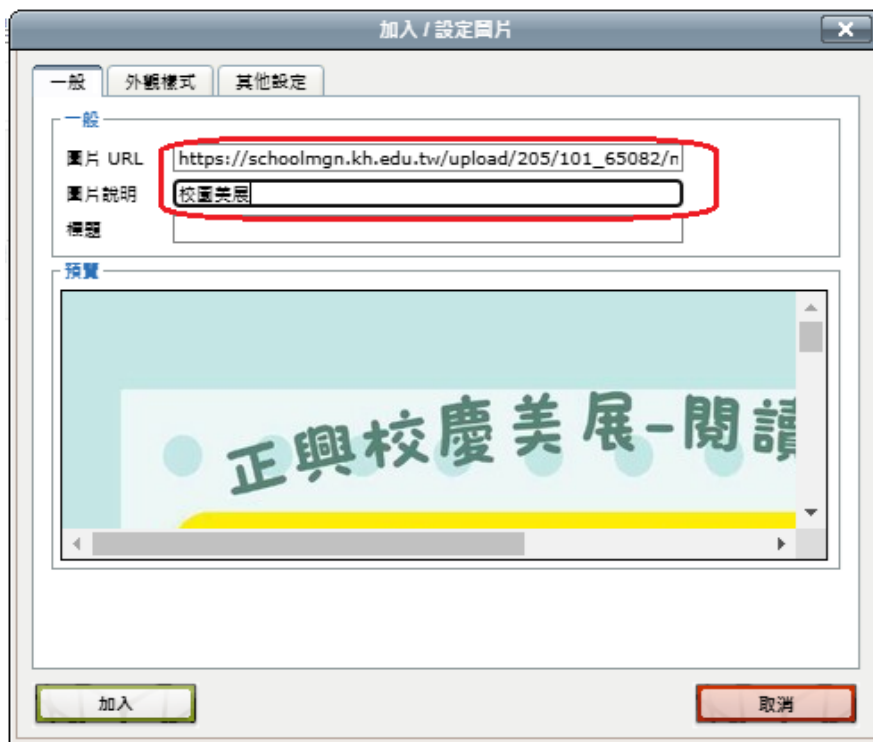 加入 / 設定圖片
一般 外觀樣式 其他設定
一般
圖片 URL https://schoolmgn.kh.edu.tw/upload/205/101_65082/n
圖片說明 校園美展
標題
預覽
正興校慶美展-閱讀
加入 取消